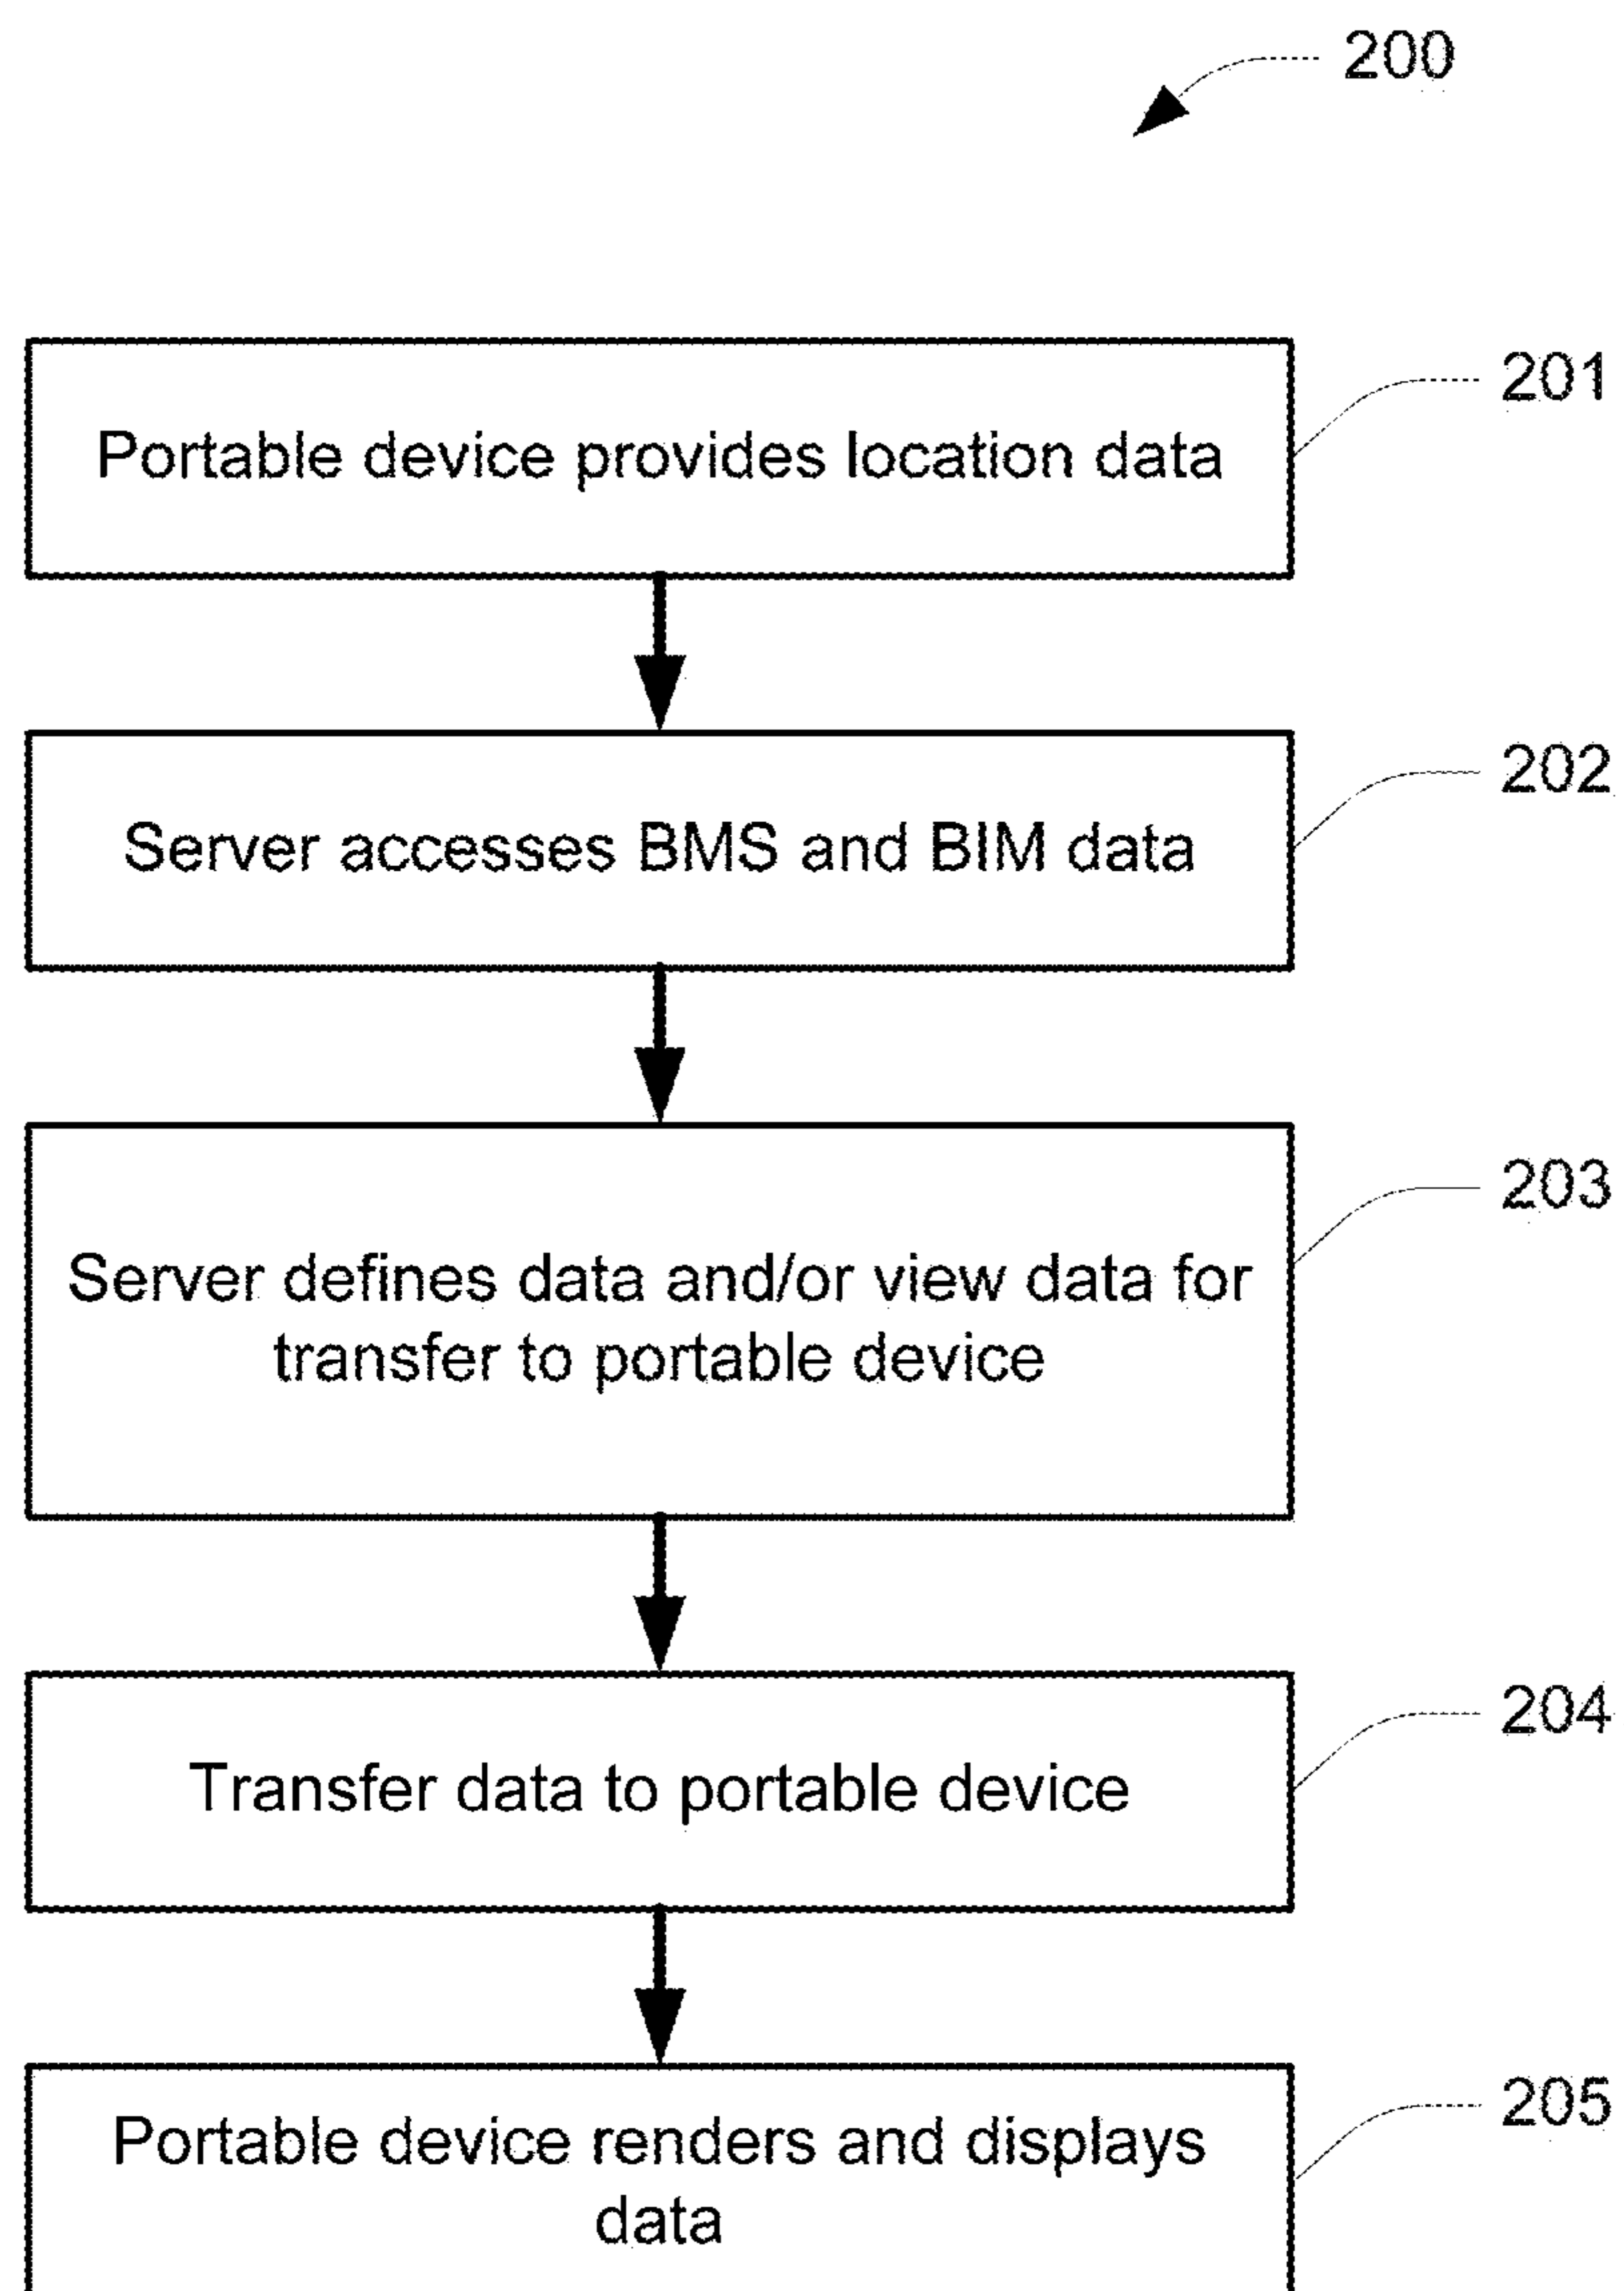 200
Portable device provides location data
201
Server accesses BMS and BIM data
202
Server defines data and/or view data for
transfer to portable device
203
Transfer data to portable device
204
Portable device renders and displays
data
205